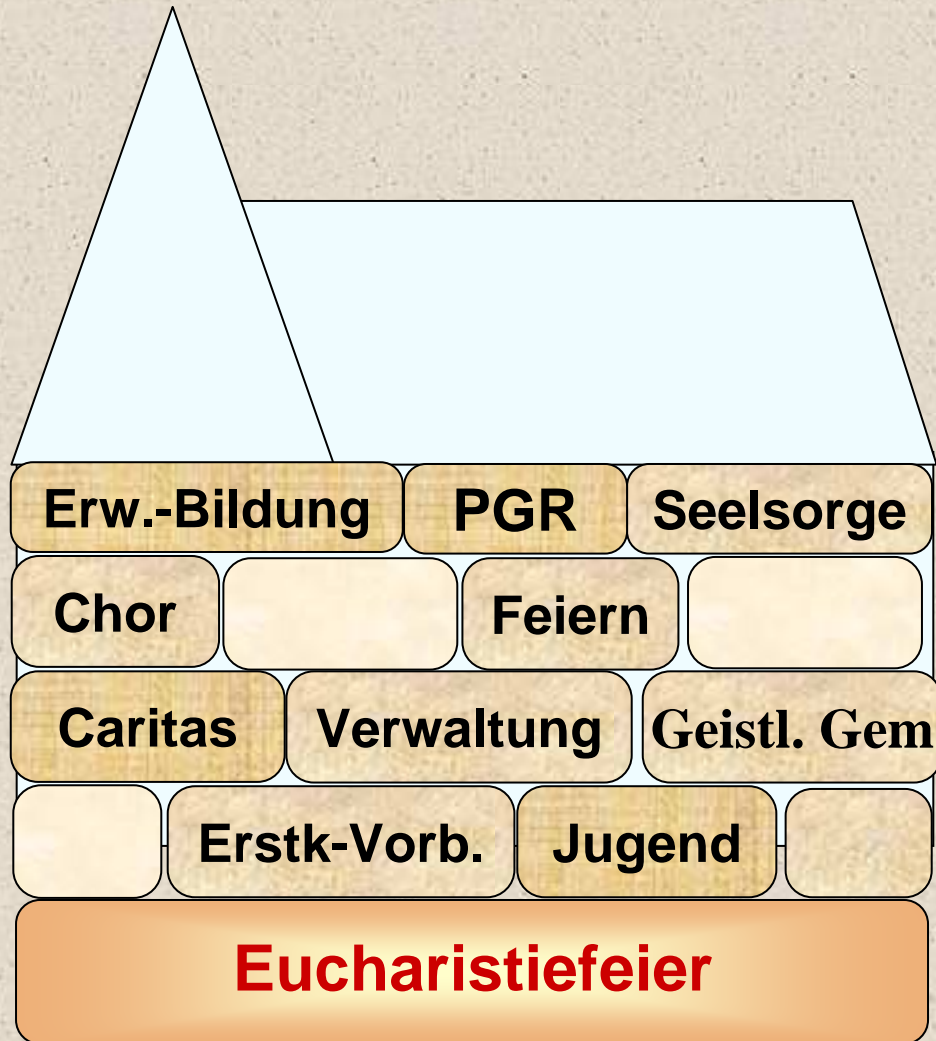 Erw.-Bildung PGR Seelsorge
Chor Feiern
Caritas Verwaltung Geistl. Gem
Erstk-Vorb. Jugend
Eucharistiefeier